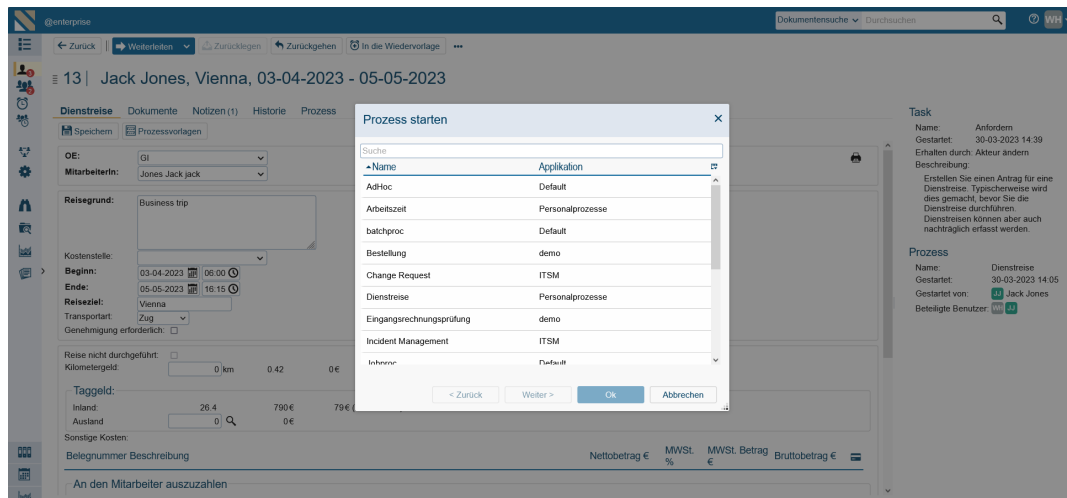 @enterprise
Dokumentensuche
Durchsuchen
WH
Zurück
Weiterleiten
Zurücklegen
Zurückgehen
In die Wiedervorlage
13 | Jack Jones, Vienna, 03-04-2023 - 05-05-2023
Dienstreise Dokumente Notizen (1) Historie Prozess
Speichern Prozessvorlagen
OE: GI
MitarbeiterIn: Jones Jack jack
Reisegrund: Business trip
Kostenstelle:
Beginn: 03-04-2023 06:00
Ende: 05-05-2023 16:15
Reiseziel: Vienna
Transportart: Zug
Genehmigung erforderlich:
Reise nicht durchgeführt:
Kilometergeld: 0 km 0.42 0€
Taggeld:
Inland: 26.4 790€ 79€ (
Ausland 0 0€
Sonstige Kosten:
Belegnummer Beschreibung Nettobetrag € MWSt. % MWSt. Betrag € Bruttobetrag €
An den Mitarbeiter auszuzahlen
Prozess starten
Suche
Name Applikation
AdHoc Default
Arbeitszeit Personalprozesse
batchproc Default
Bestellung demo
Change Request ITSM
Dienstreise Personalprozesse
Eingangsrechnungsprüfung demo
Incident Management ITSM
Jobproc Default
< Zurück Weiter > Ok Abbrechen
Task
Name: Anfordern
Gestartet: 30-03-2023 14:39
Erhalten durch: Akteur ändern
Beschreibung:
Erstellen Sie einen Antrag für eine
Dienstreise. Typischerweise wird
dies gemacht, bevor Sie die
Dienstreise durchführen.
Dienstreisen können aber auch
nachträglich erfasst werden.
Prozess
Name: Dienstreise
Gestartet: 30-03-2023 14:05
Gestartet von: JJ Jack Jones
Beteiligte Benutzer: WH JJ